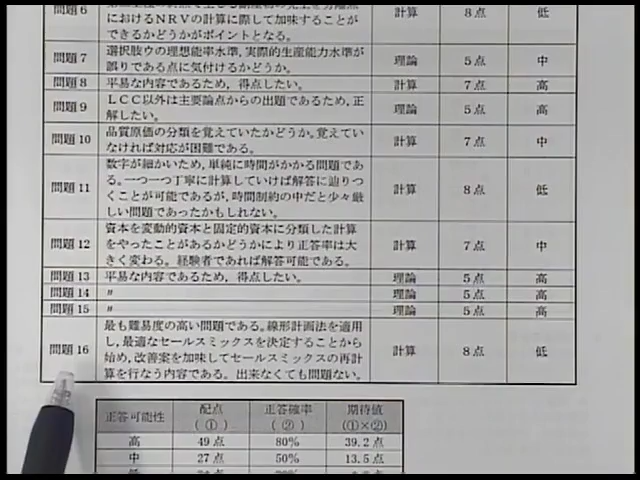 問題6
におけるNRVの計算に際して加味することが
できるかどうかがポイントとなる。
計算
8点
低
問題7
選択肢ウの理想能率水準,実際的生産能力水準が
誤りである点に気付けるかどうか。
理論
5点
中
問題8
平易な内容であるため,得点したい。
計算
7点
高
問題9
LCC以外は主要論点からの出題であるため,正
解したい。
理論
5点
高
問題10
品質原価の分類を覚えていたかどうか。覚えてい
なければ対応が困難である。
計算
7点
中
問題11
数字が細かいため,単純に時間がかかる問題であ
る。一つ一つ丁寧に計算していけば解答に辿りつ
くことが可能であるが,時間制約の中だと少々厳
しい問題であったかもしれない。
計算
8点
低
問題12
資本を変動的資本と固定的資本に分類した計算
をやったことがあるかどうかにより正答率は大
きく変わる。経験者であれば解答可能である。
計算
7点
中
問題13
平易な内容であるため,得点したい。
理論
5点
高
問題14
〃
理論
5点
高
問題15
〃
理論
5点
高
問題16
最も難易度の高い問題である。線形計画法を適用
し,最適なセールスミックスを決定することから
始め,改善案を加味してセールスミックスの再計
算を行なう内容である。出来なくても問題ない。
計算
8点
低
正答可能性
配点
(①)
正答確率
(②)
期待値
(①×②)
高
49点
80%
39.2点
中
27点
50%
13.5点